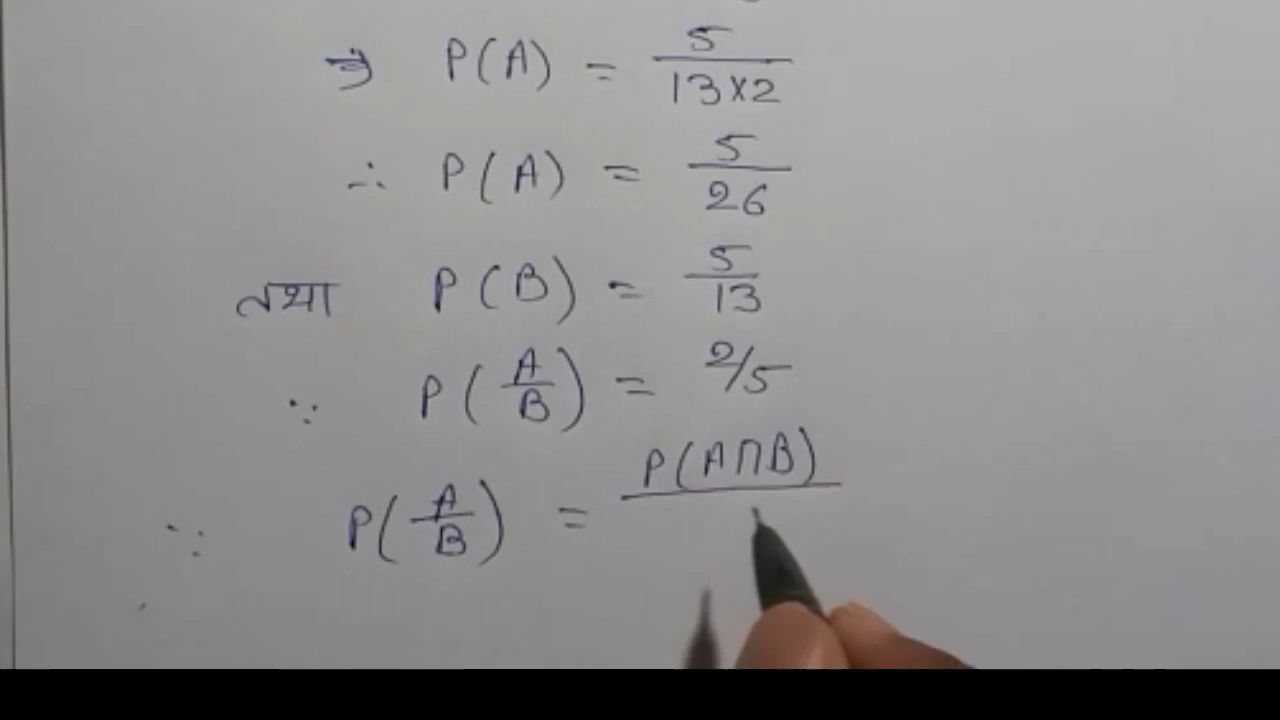 ⇒ P(A) = 5/13×2
∴ P(A) = 5/26
तथा P(B) = 5/13
∵ P(A/B) = 2/5
∵ P(A/B) = P(A∩B)/